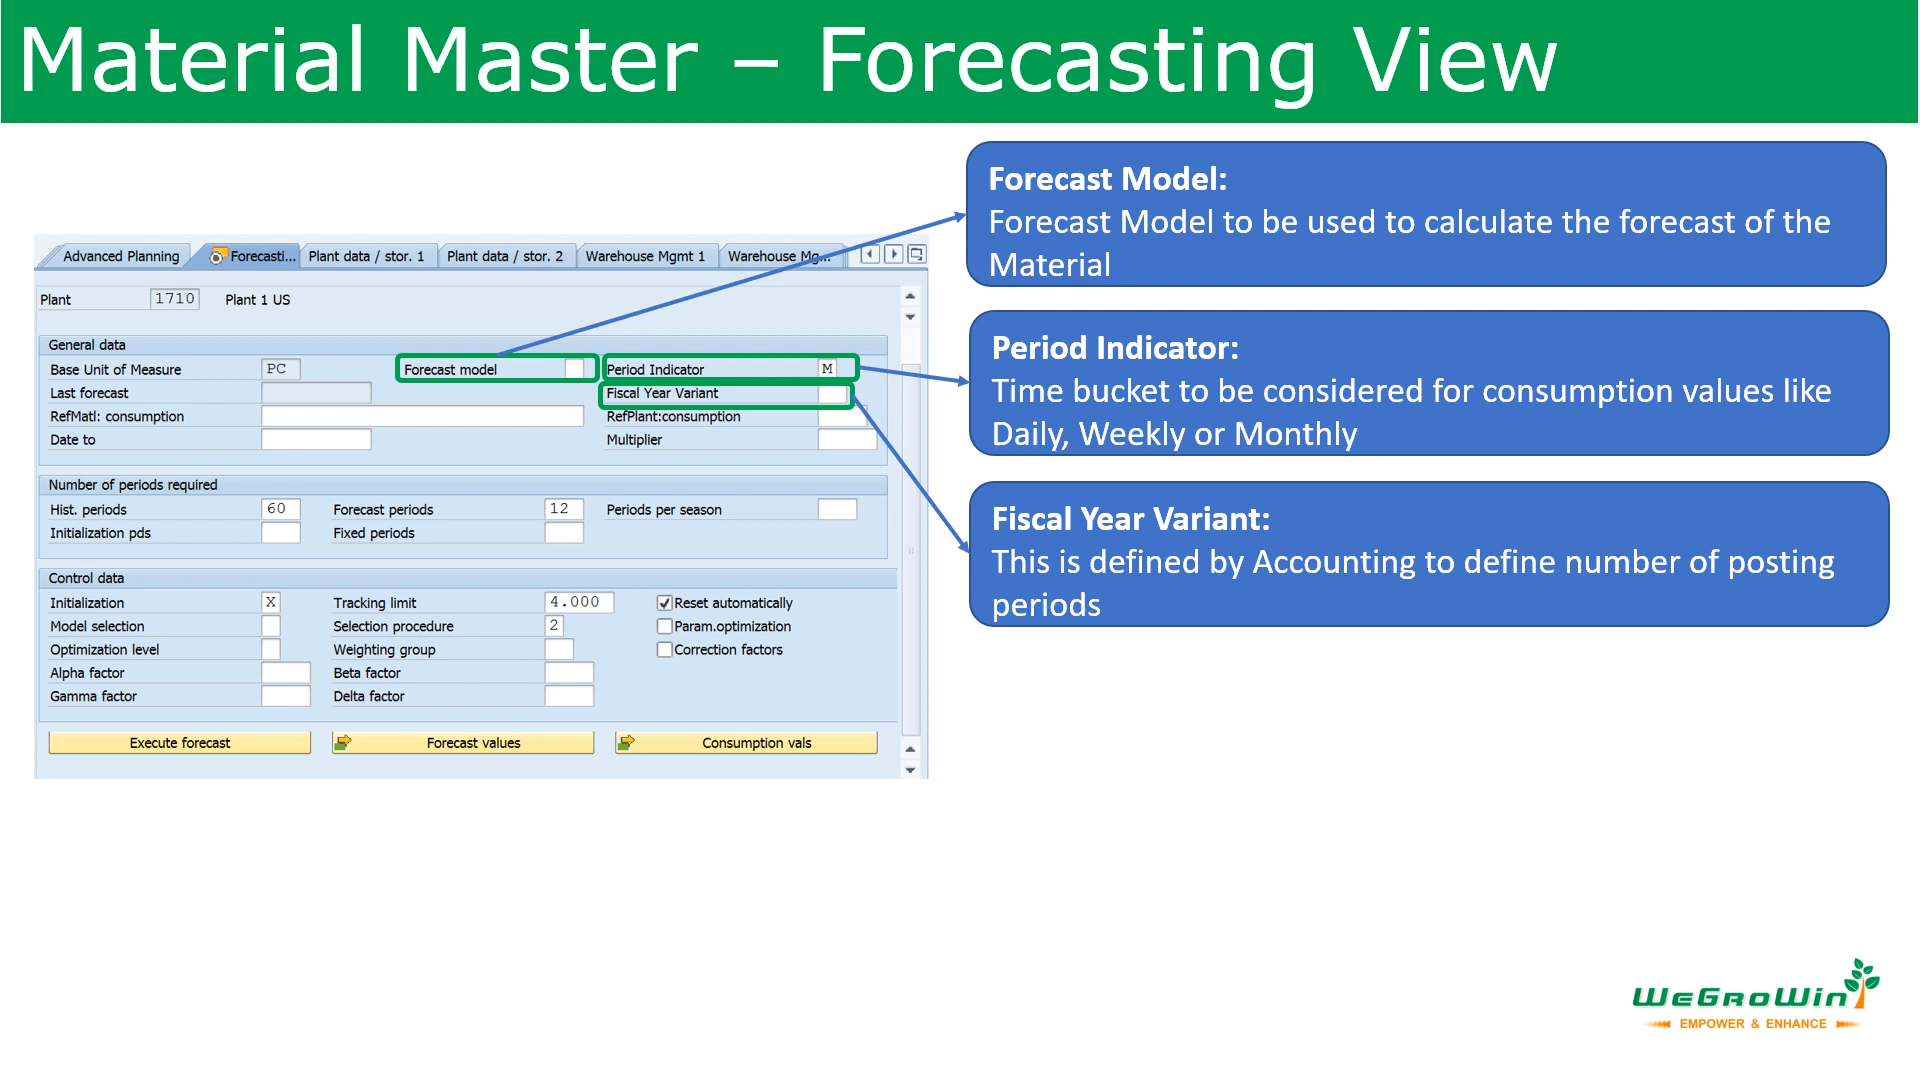 Material Master – Forecasting View
Forecast Model:
Forecast Model to be used to calculate the forecast of the
Material
Period Indicator:
Time bucket to be considered for consumption values like
Daily, Weekly or Monthly
Fiscal Year Variant:
This is defined by Accounting to define number of posting
periods
Advanced Planning Forecasti... Plant data / stor. 1 Plant data / stor. 2 Warehouse Mgmt 1 Warehouse Mg...
Plant 1710 Plant 1 US
General data
Base Unit of Measure PC Forecast model Period Indicator M
Last forecast Fiscal Year Variant
RefMatl: consumption RefPlant:consumption
Date to Multiplier
Number of periods required
Hist. periods 60 Forecast periods 12 Periods per season
Initialization pds Fixed periods
Control data
Initialization X Tracking limit 4.000 Reset automatically
Model selection Selection procedure 2 Param.optimization
Optimization level Weighting group Correction factors
Alpha factor Beta factor
Gamma factor Delta factor
Execute forecast Forecast values Consumption vals
WeGroWin
EMPOWER & ENHANCE